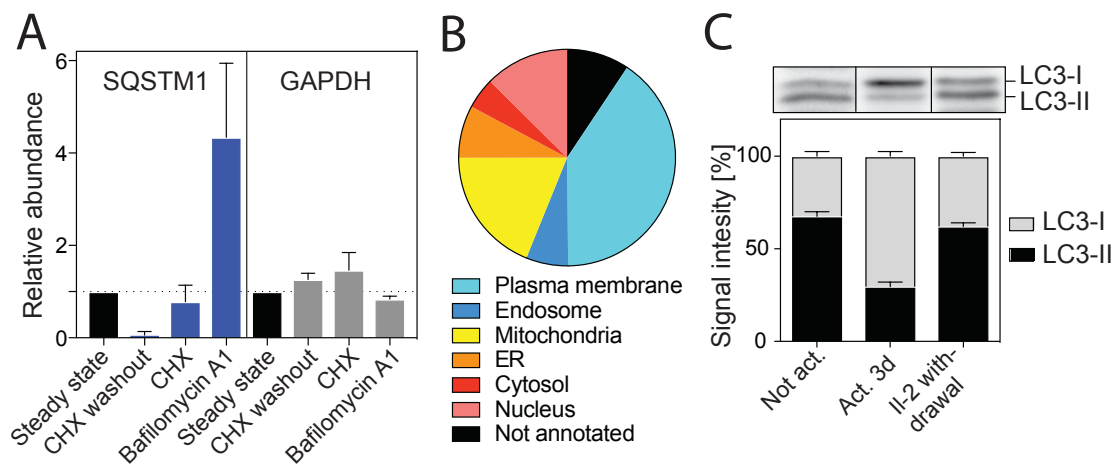 A
SQSTM1
GAPDH
6
4
2
0
Relative abundance
Steady state
CHX washout
CHX
Bafilomycin A1
Steady state
CHX washout
CHX
Bafilomycin A1
B
Plasma membrane
Endosome
Mitochondria
ER
Cytosol
Nucleus
Not annotated
C
LC3-I
LC3-II
100
50
0
Signal intesity [%]
LC3-I
LC3-II
Not act.
Act. 3d
Il-2 with-
drawal